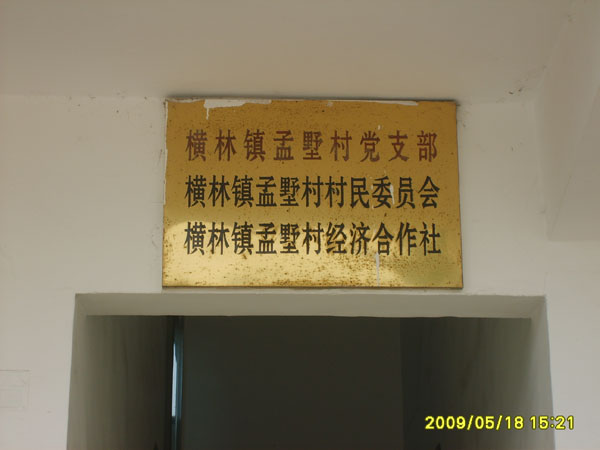 横林镇孟墅村党支部
横林镇孟墅村村民委员会
横林镇孟墅村经济合作社
2009/05/18 15:21